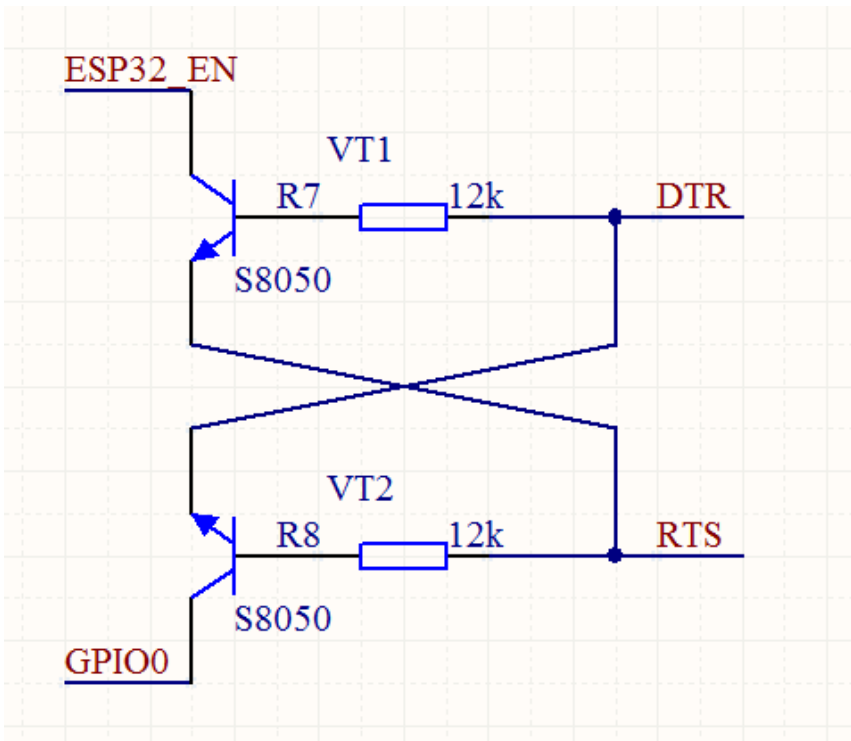 ESP32_EN
VT1
R7
12k
DTR
S8050
VT2
R8
12k
RTS
S8050
GPIO0